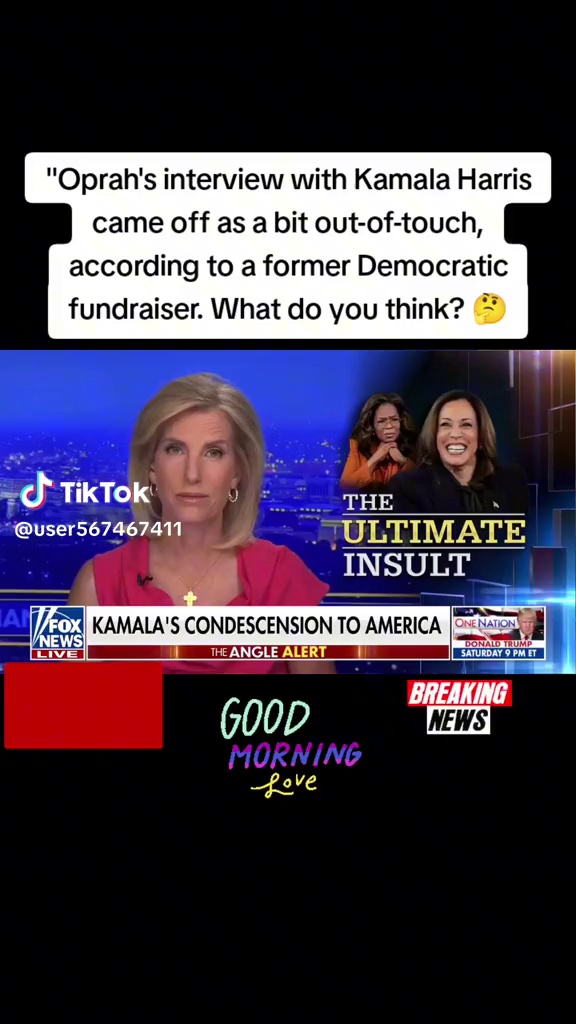 "Oprah's interview with Kamala Harris
came off as a bit out-of-touch,
according to a former Democratic
fundraiser. What do you think? 🤔
TikTok
@user567467411
THE
ULTIMATE
INSULT
FOX
NEWS
LIVE
KAMALA'S CONDESCENSION TO AMERICA
THE ANGLE ALERT
ONE NATION
DONALD TRUMP
SATURDAY 9 PM ET
GOOD
MORNING
Love
BREAKING
NEWS